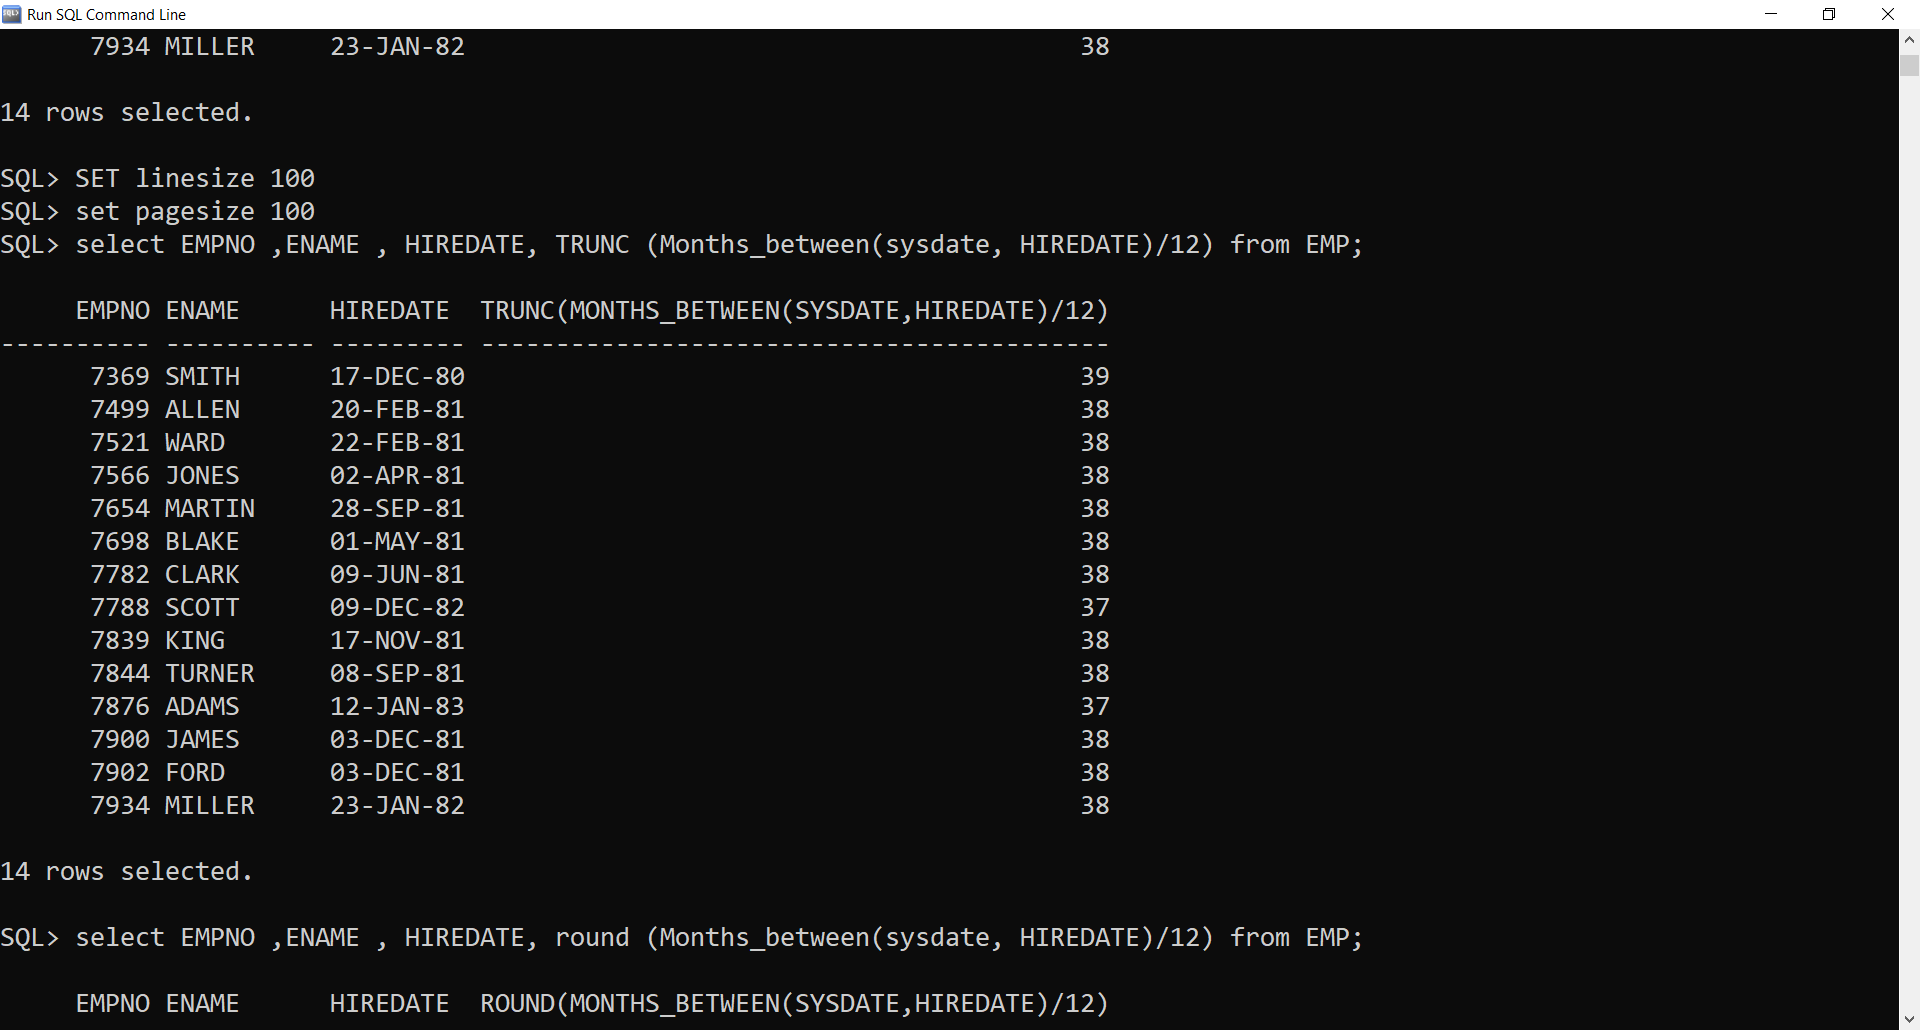 Run SQL Command Line
7934 MILLER 23-JAN-82 38
14 rows selected.
SQL> SET linesize 100
SQL> set pagesize 100
SQL> select EMPNO ,ENAME , HIREDATE, TRUNC (Months_between(sysdate, HIREDATE)/12) from EMP;
EMPNO ENAME HIREDATE TRUNC(MONTHS_BETWEEN(SYSDATE,HIREDATE)/12)
---------- ---------- --------- ------------------------------------------
7369 SMITH 17-DEC-80 39
7499 ALLEN 20-FEB-81 38
7521 WARD 22-FEB-81 38
7566 JONES 02-APR-81 38
7654 MARTIN 28-SEP-81 38
7698 BLAKE 01-MAY-81 38
7782 CLARK 09-JUN-81 38
7788 SCOTT 09-DEC-82 37
7839 KING 17-NOV-81 38
7844 TURNER 08-SEP-81 38
7876 ADAMS 12-JAN-83 37
7900 JAMES 03-DEC-81 38
7902 FORD 03-DEC-81 38
7934 MILLER 23-JAN-82 38
14 rows selected.
SQL> select EMPNO ,ENAME , HIREDATE, round (Months_between(sysdate, HIREDATE)/12) from EMP;
EMPNO ENAME HIREDATE ROUND(MONTHS_BETWEEN(SYSDATE,HIREDATE)/12)